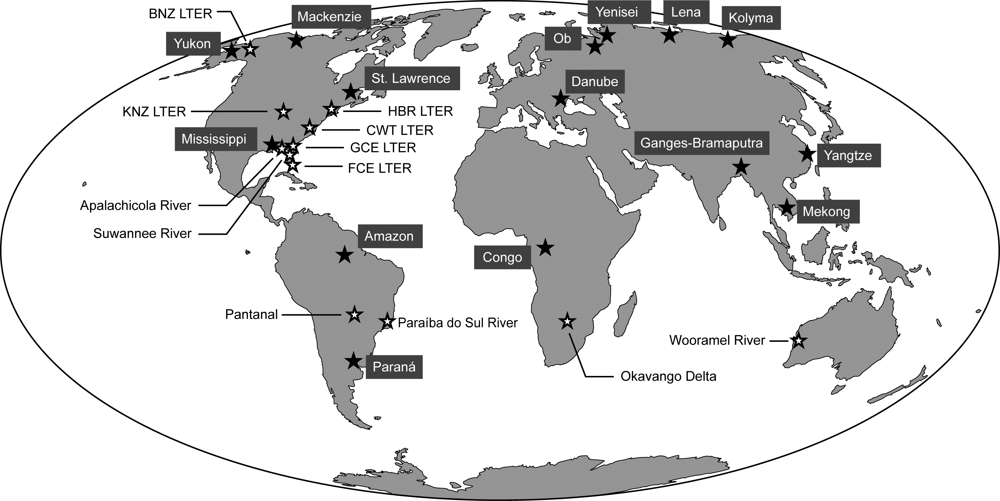 BNZ LTER
Mackenzie
Yenisei
Lena
Kolyma
Yukon
Ob
St. Lawrence
Danube
KNZ LTER
HBR LTER
CWT LTER
Mississippi
GCE LTER
Ganges-Bramaputra
Yangtze
FCE LTER
Apalachicola River
Mekong
Suwannee River
Amazon
Congo
Pantanal
Paraíba do Sul River
Wooramel River
Paraná
Okavango Delta